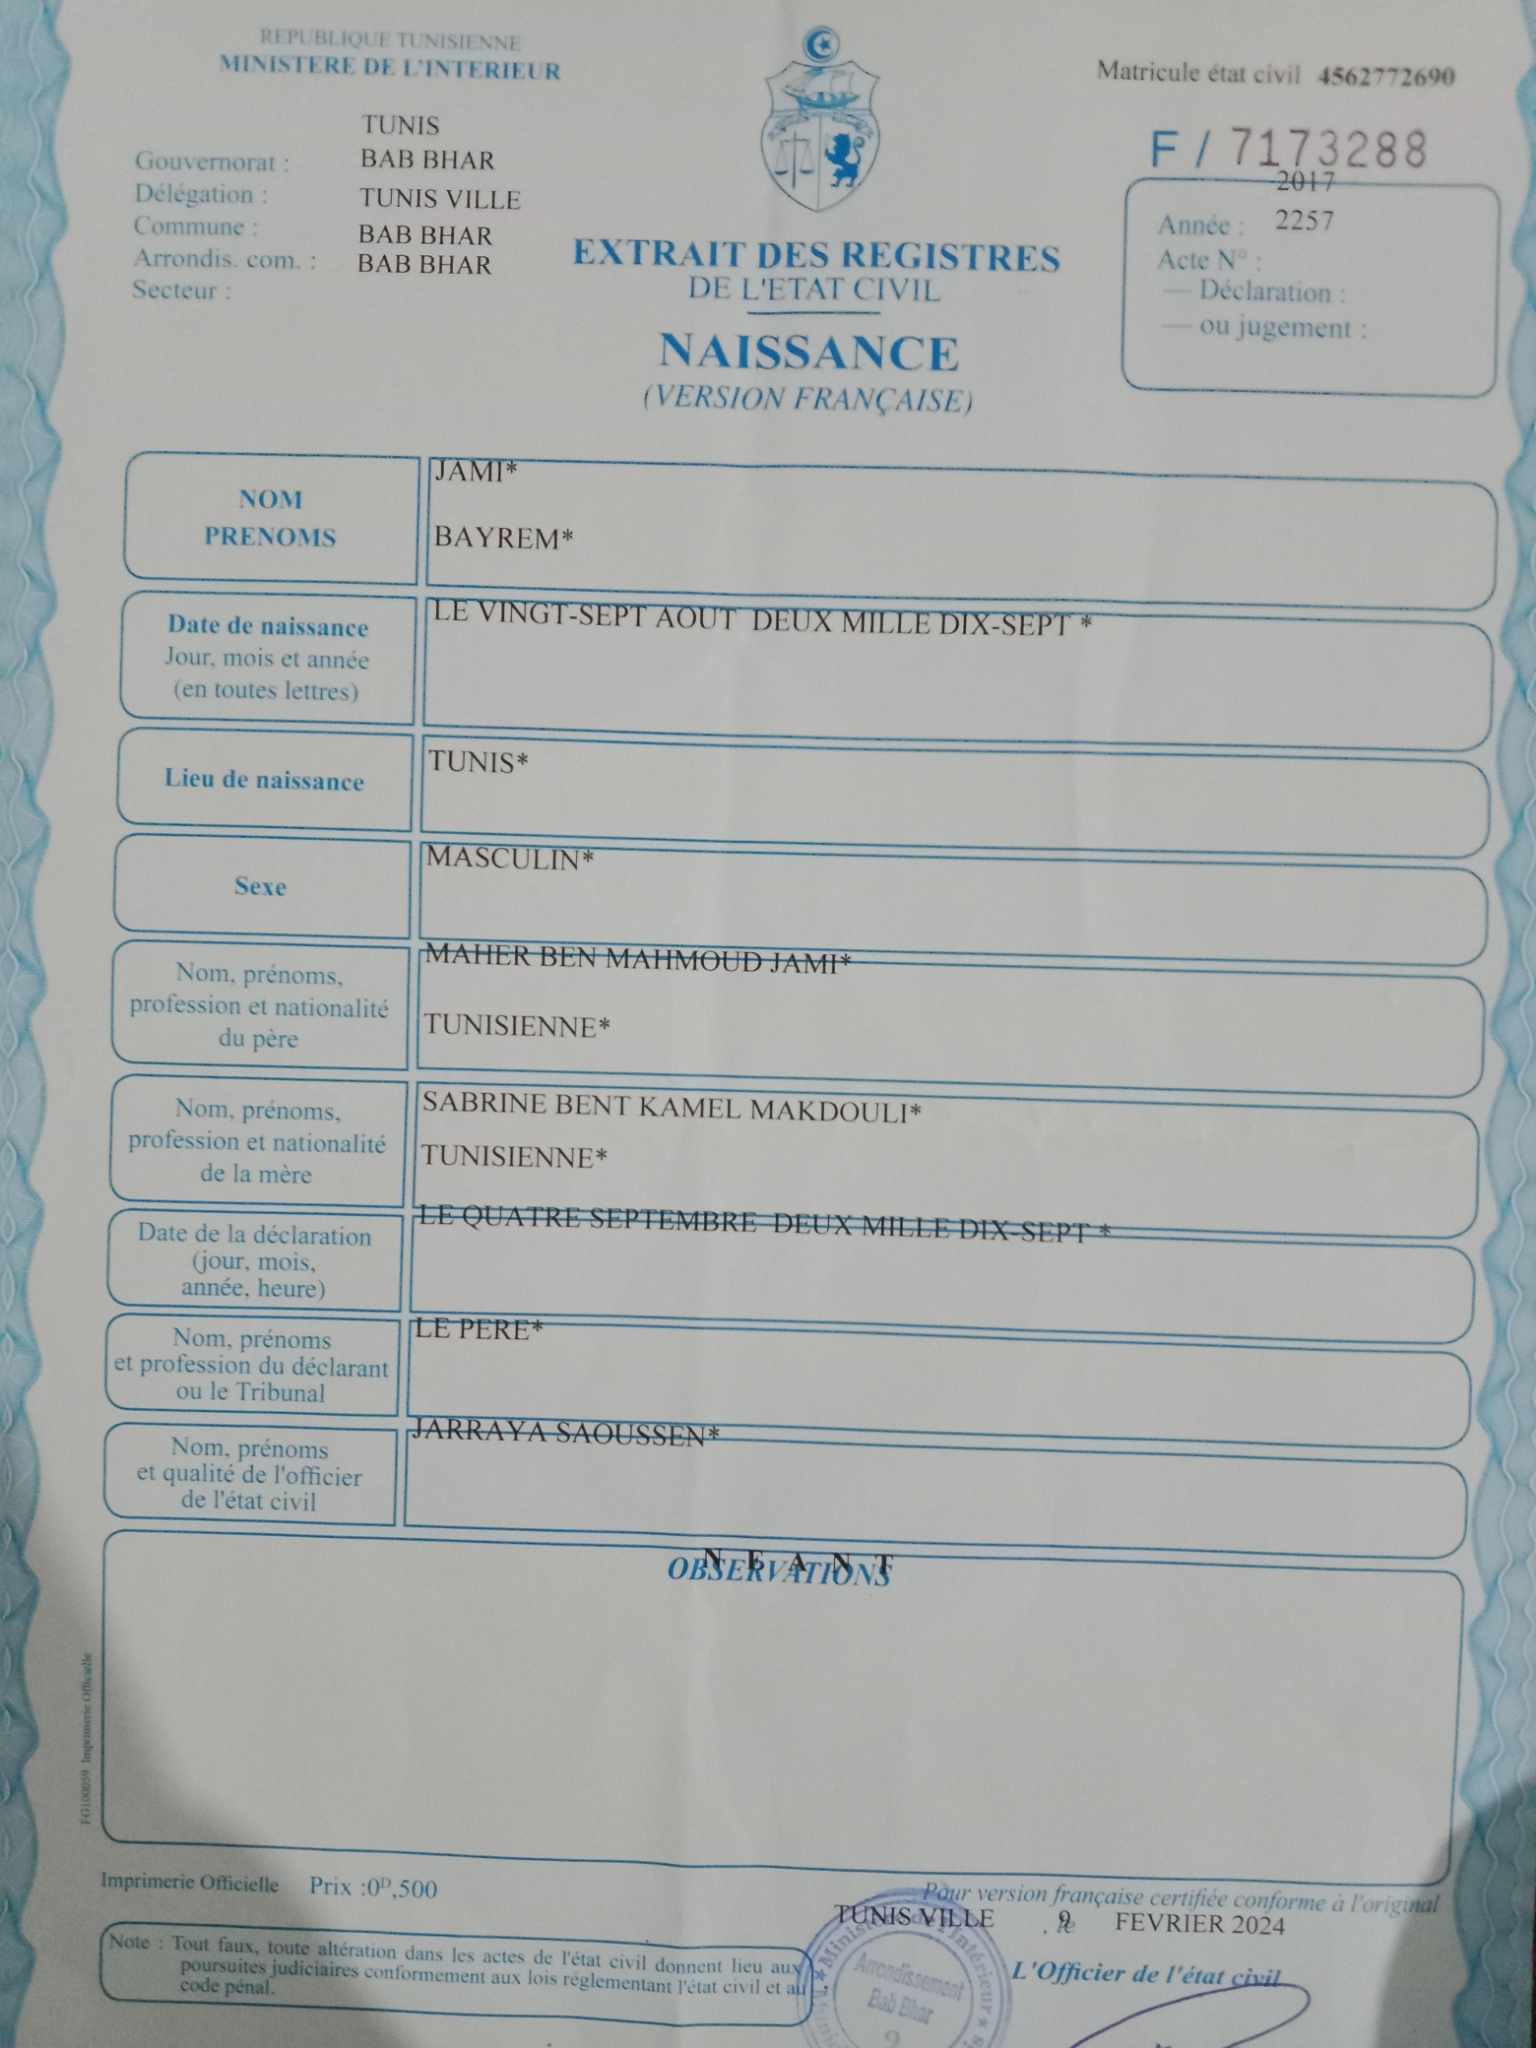 REPUBLIQUE TUNISIENNE
MINISTERE DE L'INTERIEUR
Matricule état civil 4562772690
F / 7173288
TUNIS
Gouvernorat : BAB BHAR
Délégation : TUNIS VILLE
Commune : BAB BHAR
Arrondis. com. : BAB BHAR
Secteur :
2017
Année : 2257
Acte N° :
— Déclaration :
— ou jugement :
EXTRAIT DES REGISTRES
DE L'ETAT CIVIL
NAISSANCE
(VERSION FRANÇAISE)
NOM
PRENOMS
JAMI*
BAYREM*
Date de naissance
Jour, mois et année
(en toutes lettres)
LE VINGT-SEPT AOUT DEUX MILLE DIX-SEPT *
Lieu de naissance
TUNIS*
Sexe
MASCULIN*
Nom, prénoms,
profession et nationalité
du père
MAHER BEN MAHMOUD JAMI*
TUNISIENNE*
Nom, prénoms,
profession et nationalité
de la mère
SABRINE BENT KAMEL MAKDOULI*
TUNISIENNE*
Date de la déclaration
(jour, mois,
année, heure)
LE QUATRE SEPTEMBRE DEUX MILLE DIX-SEPT *
Nom, prénoms
et profession du déclarant
ou le Tribunal
LE PERE*
Nom, prénoms
et qualité de l'officier
de l'état civil
JARRAYA SAOUSSEN*
N E A N T
OBSERVATIONS
FG100059 Imprimerie Officielle
Imprimerie Officielle Prix :0ᴰ,500
Pour version française certifiée conforme à l'original
TUNIS VILLE , le 9 FEVRIER 2024
L'Officier de l'état civil
Note : Tout faux, toute altération dans les actes de l'état civil donnent lieu aux
poursuites judiciaires conformement aux lois réglementant l'état civil et au
code pénal.
Arrondissement
Bab Bhar
2